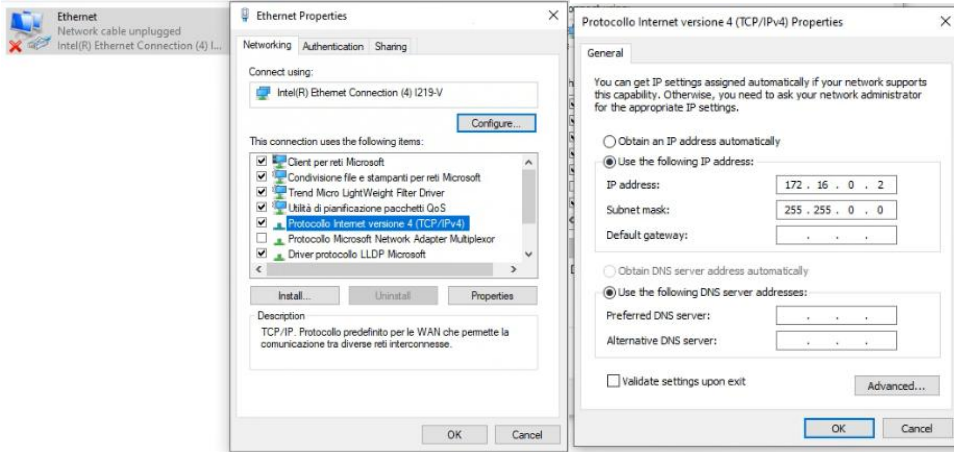 Ethernet
Network cable unplugged
Intel(R) Ethernet Connection (4) I...
Ethernet Properties
Networking
Authentication
Sharing
Connect using:
Intel(R) Ethernet Connection (4) I219-V
Configure...
This connection uses the following items:
Client per reti Microsoft
Condivisione file e stampanti per reti Microsoft
Trend Micro LightWeight Filter Driver
Utilità di pianificazione pacchetti QoS
Protocollo Internet versione 4 (TCP/IPv4)
Protocollo Microsoft Network Adapter Multiplexor
Driver protocollo LLDP Microsoft
Install...
Uninstall
Properties
Description
TCP/IP. Protocollo predefinito per le WAN che permette la
comunicazione tra diverse reti interconnesse.
OK
Cancel
Protocollo Internet versione 4 (TCP/IPv4) Properties
General
You can get IP settings assigned automatically if your network supports
this capability. Otherwise, you need to ask your network administrator
for the appropriate IP settings.
Obtain an IP address automatically
Use the following IP address:
IP address: 172 . 16 . 0 . 2
Subnet mask: 255 . 255 . 0 . 0
Default gateway: . . .
Obtain DNS server address automatically
Use the following DNS server addresses:
Preferred DNS server: . . .
Alternative DNS server: . . .
Validate settings upon exit
Advanced...
OK
Cancel